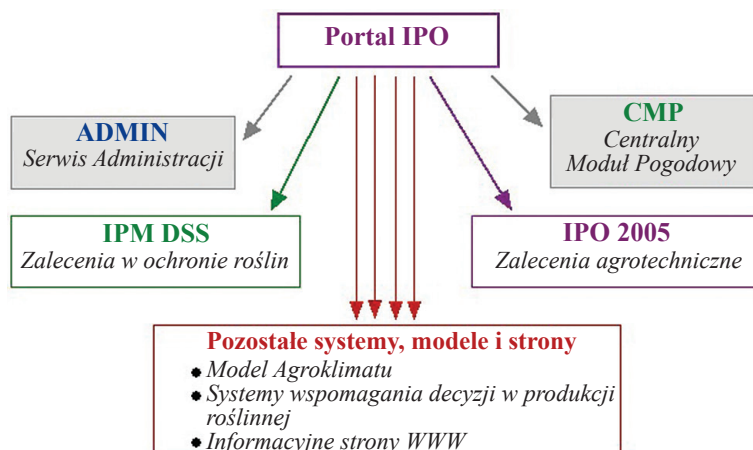 Portal IPO
ADMIN
Serwis Administracji
CMP
Centralny
Moduł Pogodowy
IPM DSS
Zalecenia w ochronie roślin
IPO 2005
Zalecenia agrotechniczne
Pozostałe systemy, modele i strony
● Model Agroklimatu
● Systemy wspomagania decyzji w produkcji
roślinnej
● Informacyjne strony WWW